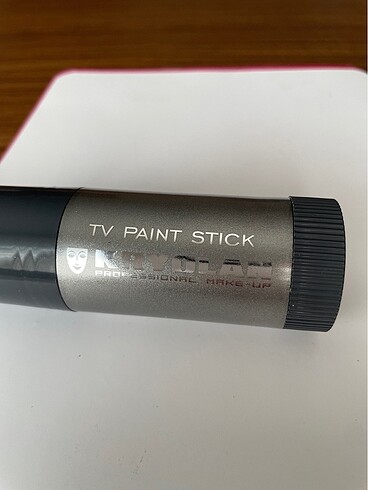 TV PAINT STICK
KRYOLAN
PROFESSIONAL MAKE-UP